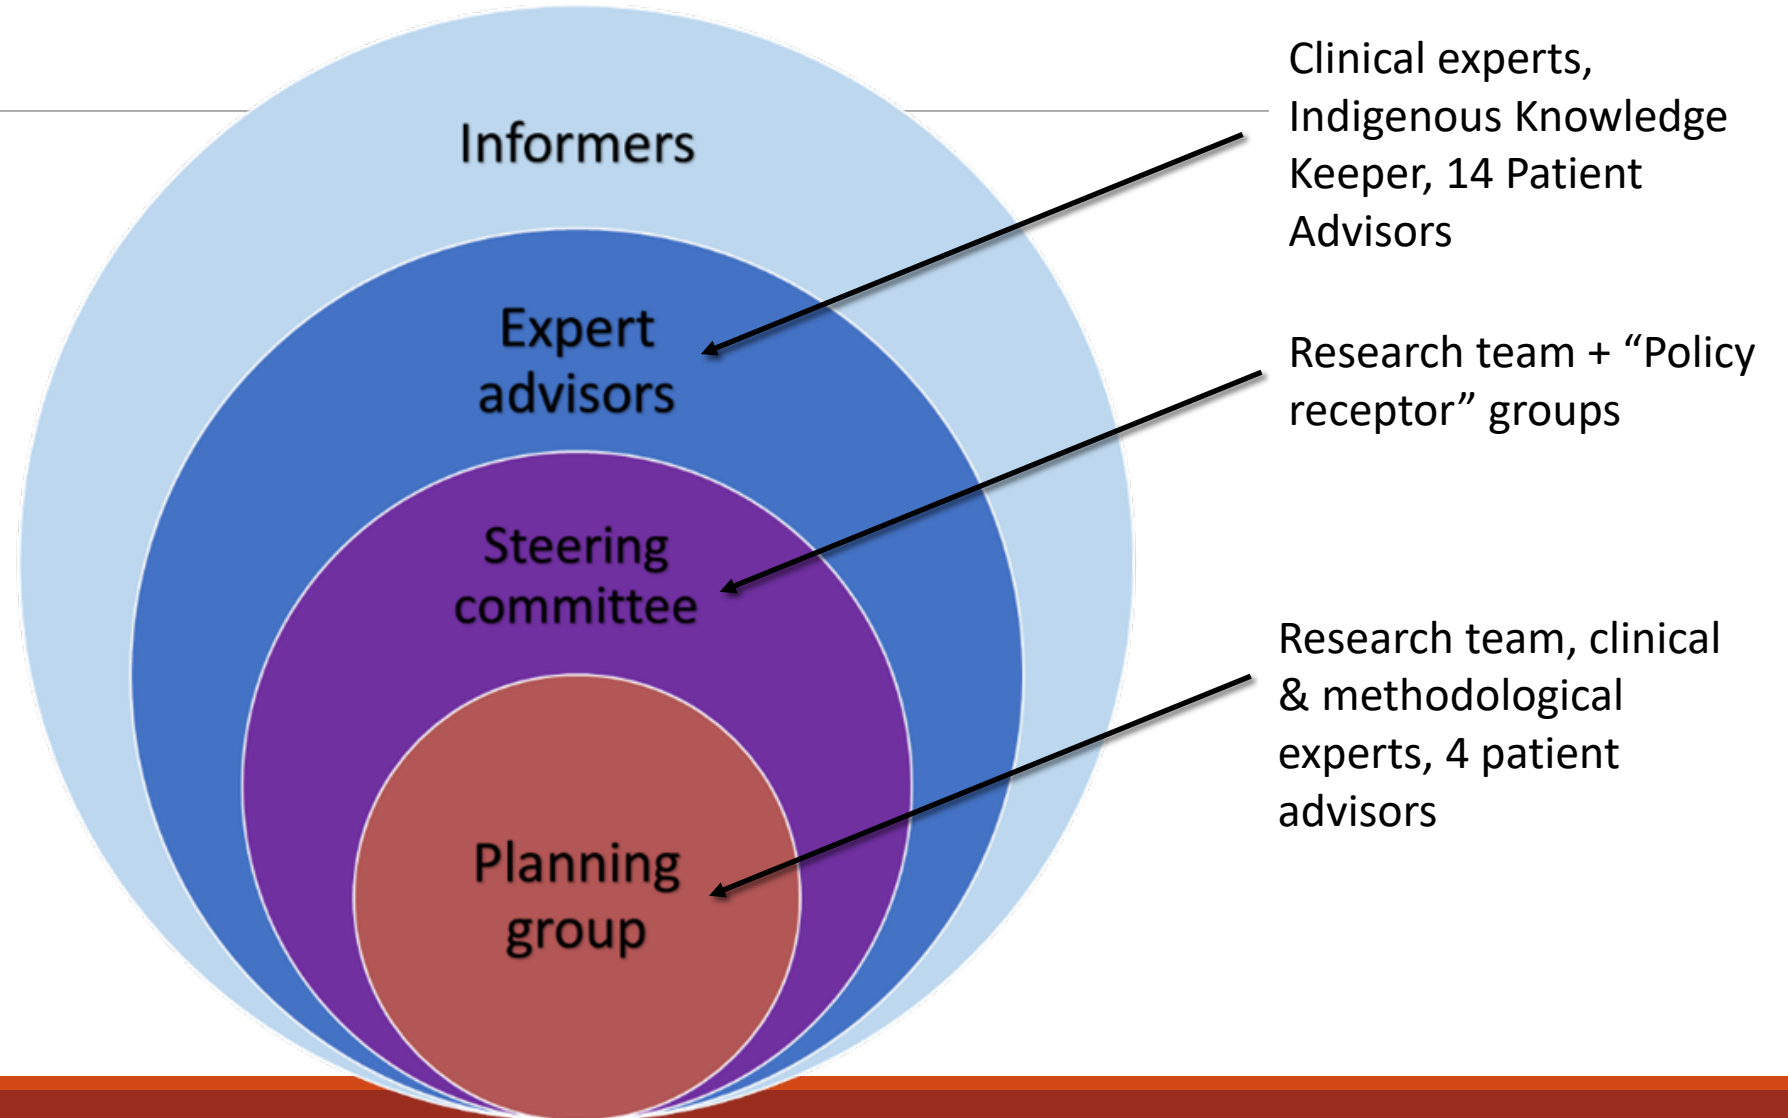 Informers
Expert
advisors
Steering
committee
Planning
group
Clinical experts,
Indigenous Knowledge
Keeper, 14 Patient
Advisors
Research team + “Policy
receptor” groups
Research team, clinical
& methodological
experts, 4 patient
advisors